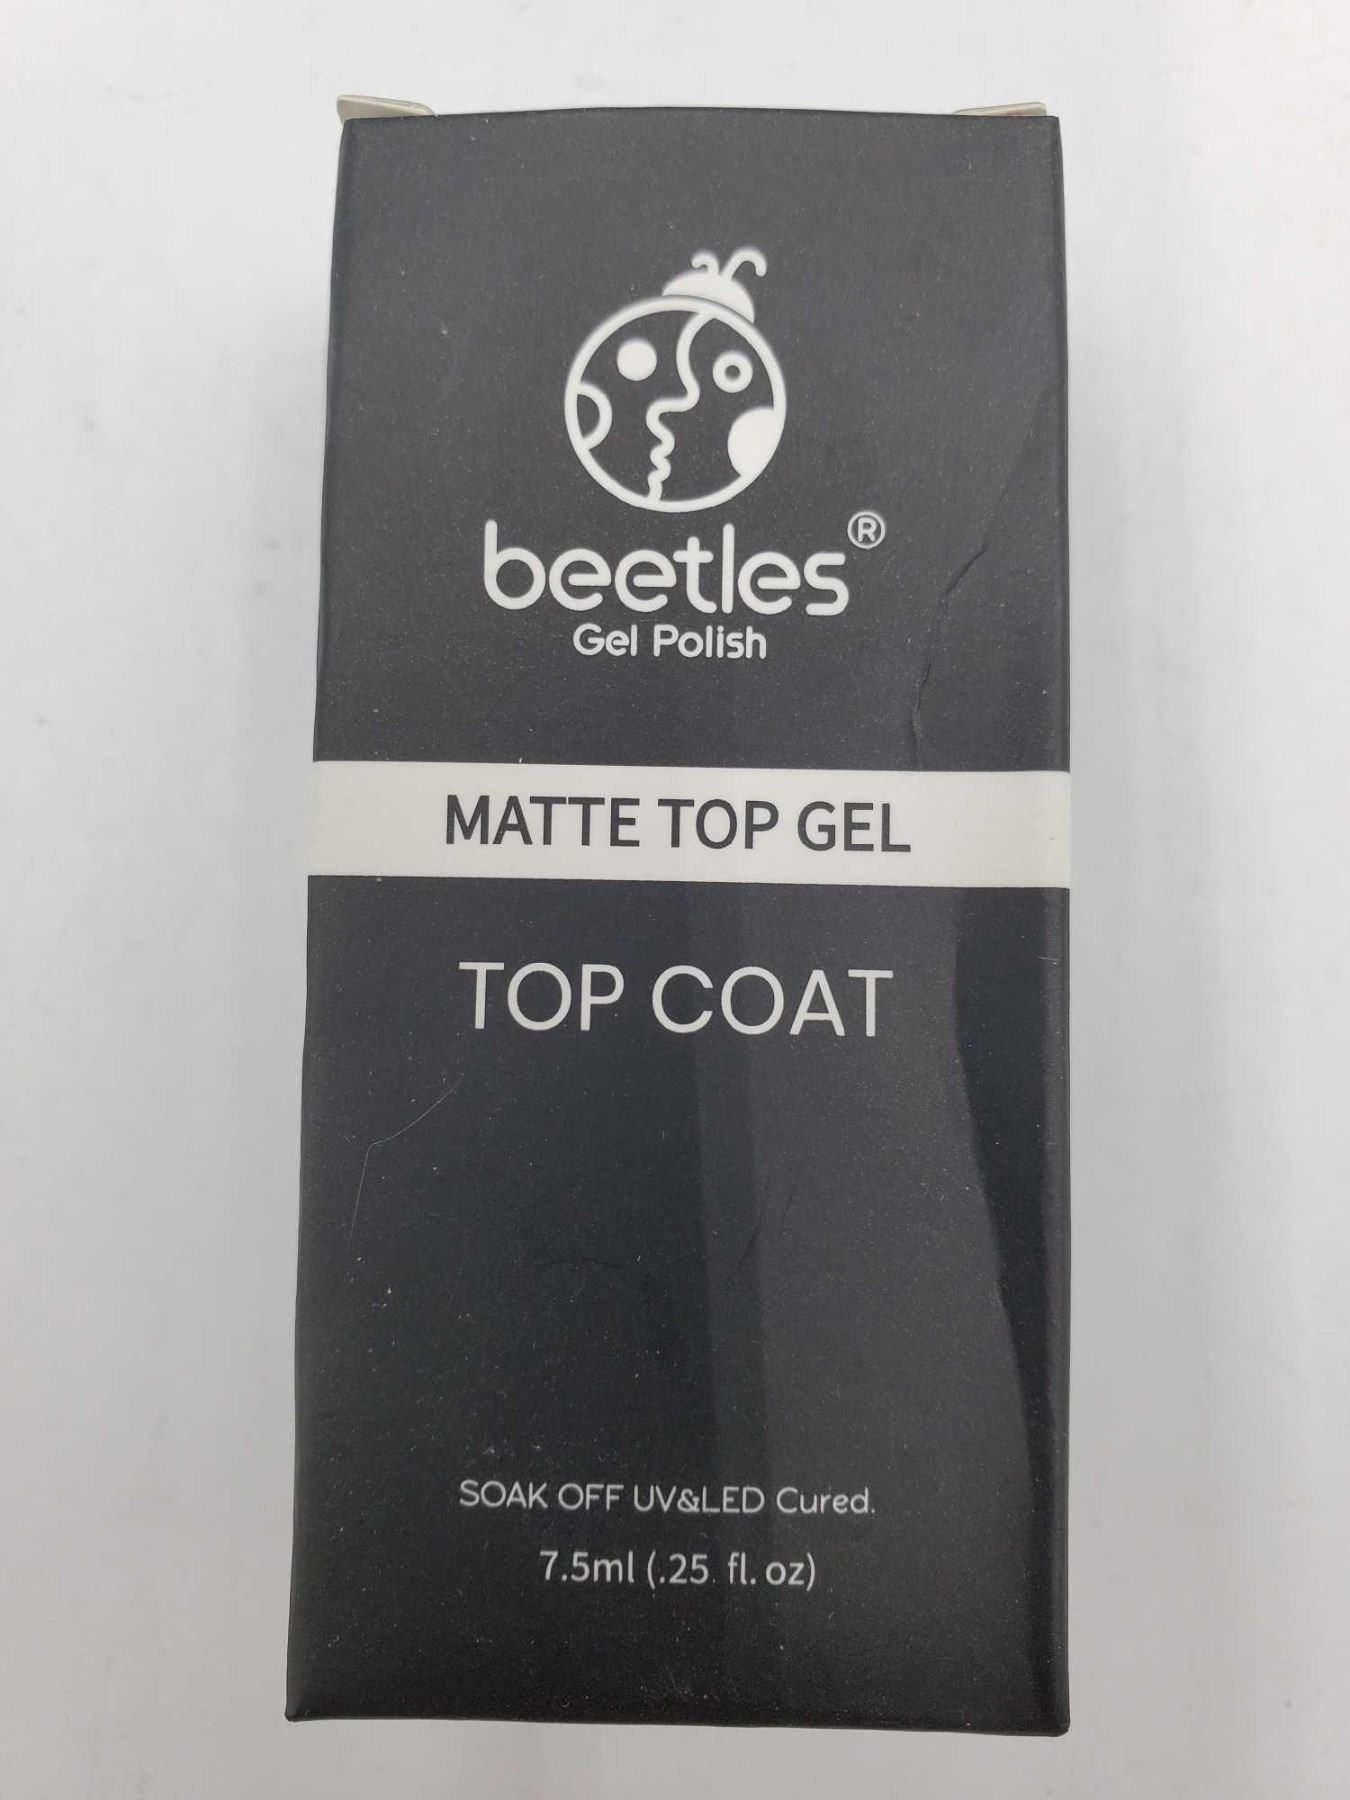 beetles®
Gel Polish
MATTE TOP GEL
TOP COAT
SOAK OFF UV&LED Cured.
7.5ml (.25 fl. oz)